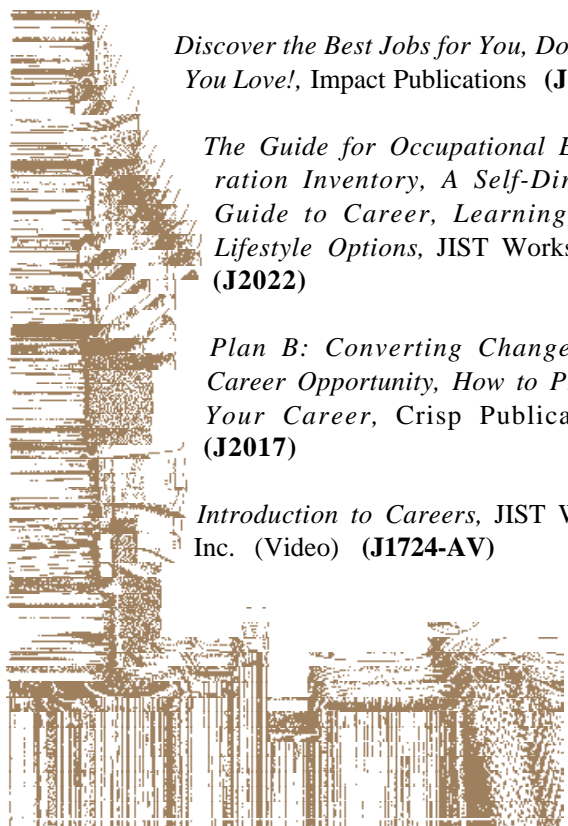 Discover the Best Jobs for You, Do
You Love!, Impact Publications (J
The Guide for Occupational E
ration Inventory, A Self-Dir
Guide to Career, Learning
Lifestyle Options, JIST Works
(J2022)
Plan B: Converting Change
Career Opportunity, How to P
Your Career, Crisp Publica
(J2017)
Introduction to Careers, JIST W
Inc. (Video) (J1724-AV)